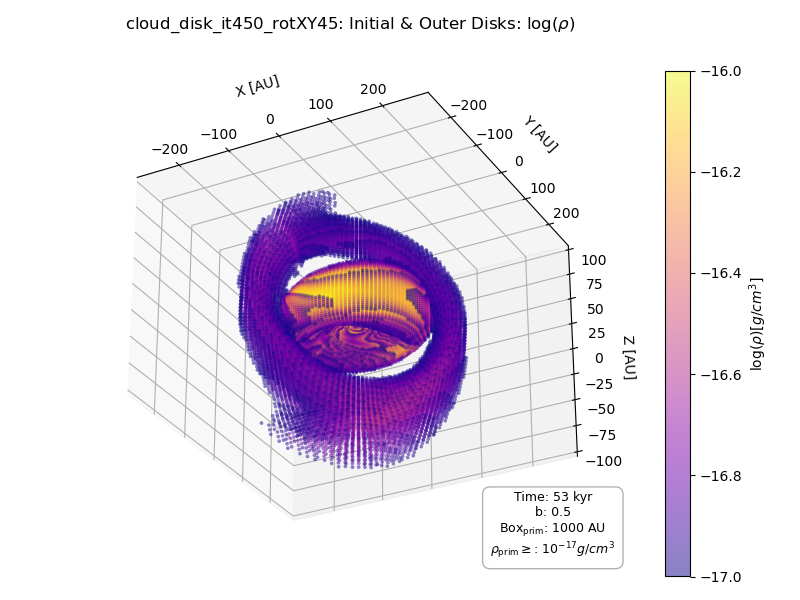 cloud_disk_it450_rotXY45: Initial & Outer Disks: log(ρ)
X [AU]
−200
−100
0
100
200
Y [AU]
−200
−100
0
100
200
Z [AU]
100
75
50
25
0
−25
−50
−75
−100
−16.0
−16.2
−16.4
−16.6
−16.8
−17.0
log(ρ)[g/cm³]
Time: 53 kyr
b: 0.5
Box_prim: 1000 AU
ρ_prim ≥: 10⁻¹⁷g/cm³